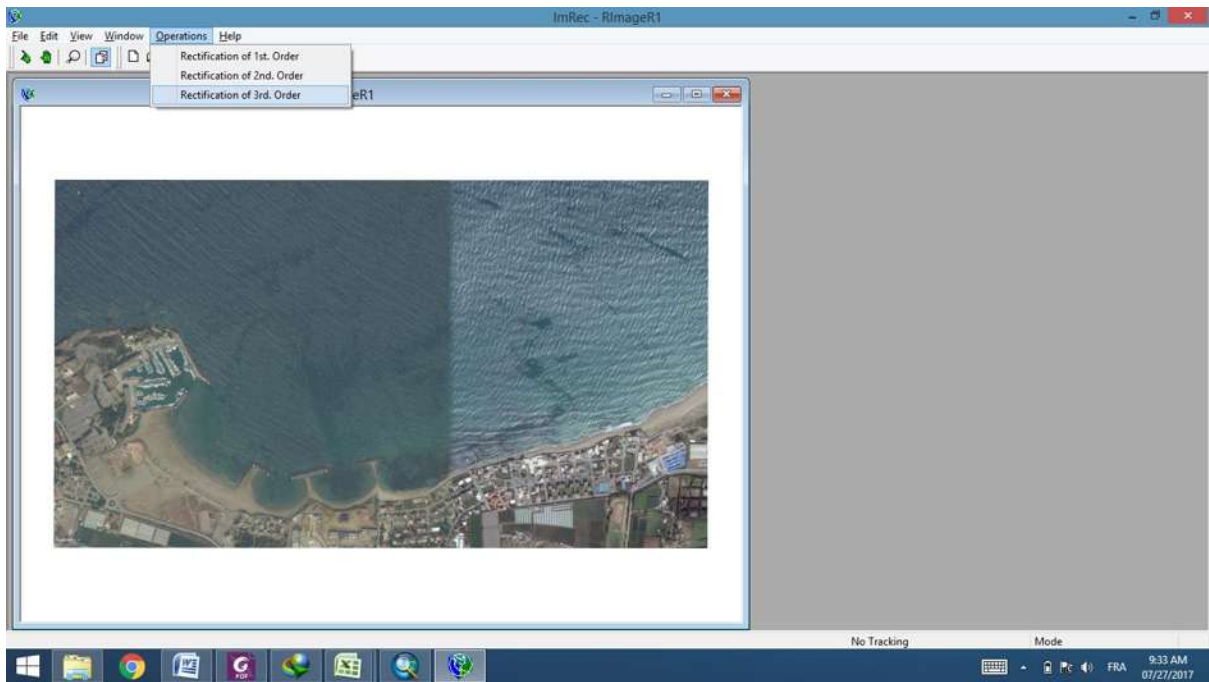 ImRec - RImageR1
File Edit View Window Operations Help
Rectification of 1st. Order
Rectification of 2nd. Order
Rectification of 3rd. Order
eR1
No Tracking Mode
FRA 9:33 AM
07/27/2017